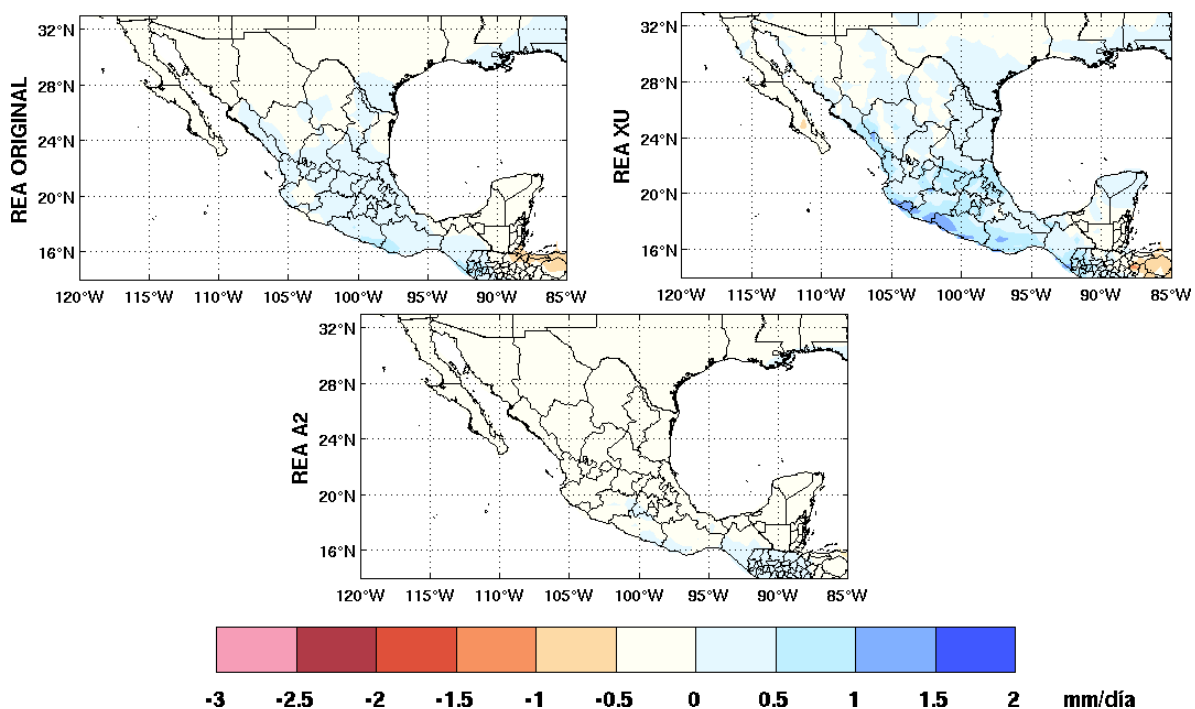 REA ORIGINAL
32°N
28°N
24°N
20°N
16°N
120°W 115°W 110°W 105°W 100°W 95°W 90°W 85°W
REA XU
32°N
28°N
24°N
20°N
16°N
120°W 115°W 110°W 105°W 100°W 95°W 90°W 85°W
REA A2
32°N
28°N
24°N
20°N
16°N
120°W 115°W 110°W 105°W 100°W 95°W 90°W 85°W
-3 -2.5 -2 -1.5 -1 -0.5 0 0.5 1 1.5 2 mm/día